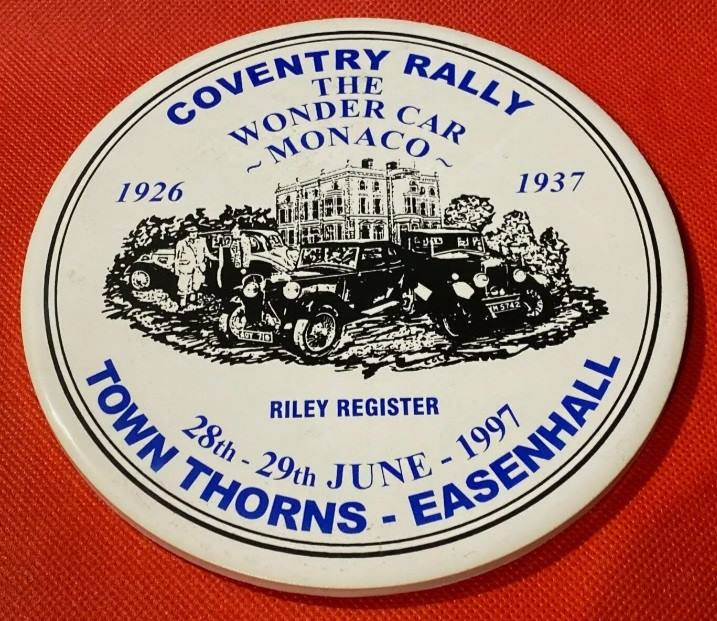 COVENTRY RALLY
THE
WONDER CAR
~ MONACO ~
1926
1937
RILEY REGISTER
28th - 29th JUNE - 1997
TOWN THORNS - EASENHALL